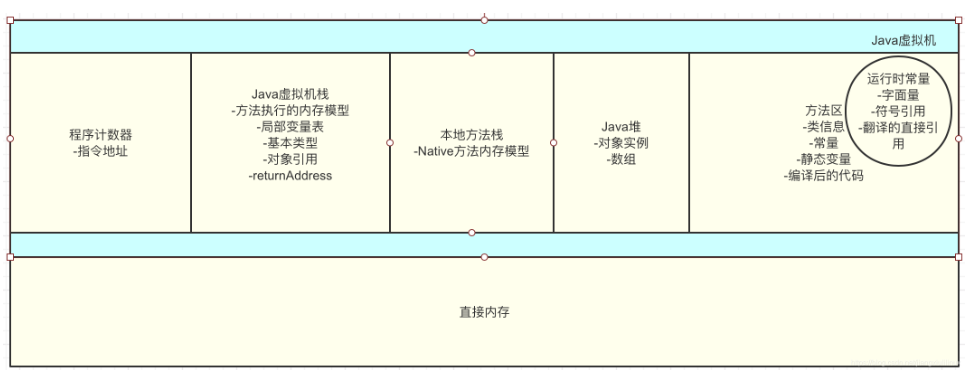 Java虚拟机
程序计数器
-指令地址
Java虚拟机栈
-方法执行的内存模型
-局部变量表
-基本类型
-对象引用
-returnAddress
本地方法栈
-Native方法内存模型
Java堆
-对象实例
-数组
方法区
-类信息
-常量
-静态变量
-编译后的代码
运行时常量
-字面量
-符号引用
-翻译的直接引
用
直接内存